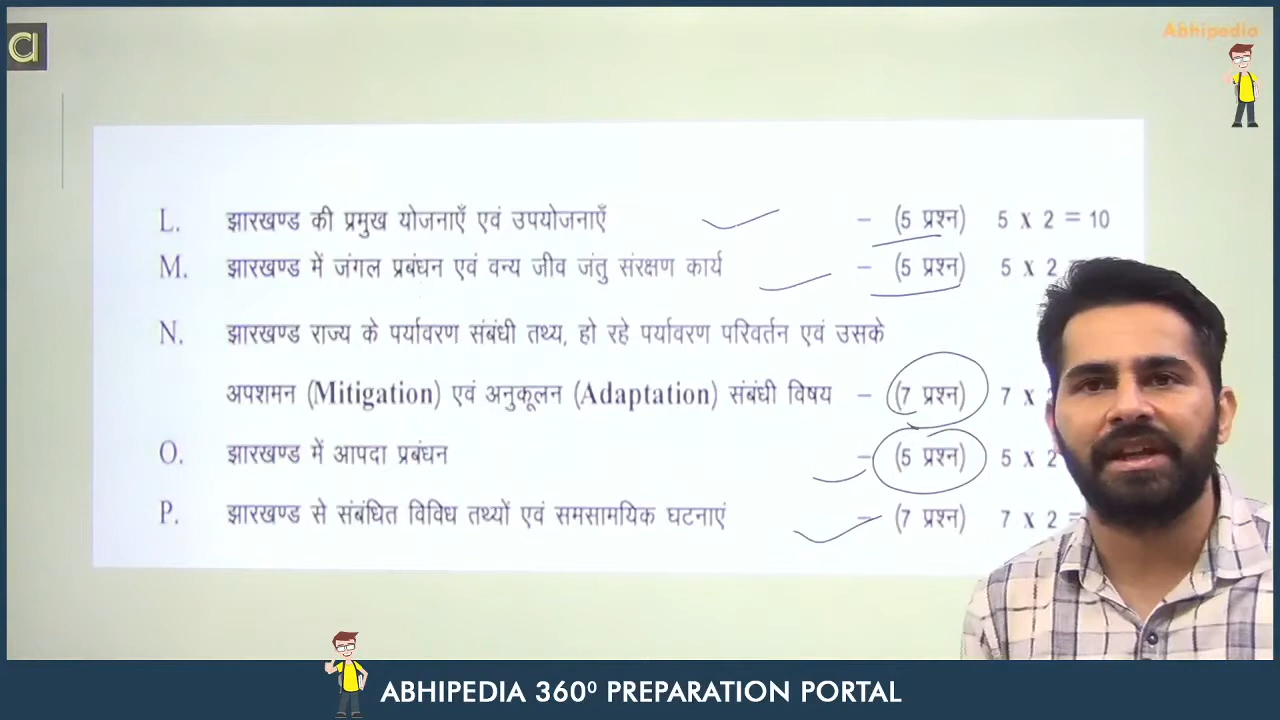 Abhipedia
a
L. झारखण्ड की प्रमुख योजनाएँ एवं उपयोजनाएँ – (5 प्रश्न) 5 x 2 = 10
M. झारखण्ड में जंगल प्रबंधन एवं वन्य जीव जंतु संरक्षण कार्य – (5 प्रश्न) 5 x 2 =
N. झारखण्ड राज्य के पर्यावरण संबंधी तथ्य, हो रहे पर्यावरण परिवर्तन एवं उसके
अपशमन (Mitigation) एवं अनुकूलन (Adaptation) संबंधी विषय – (7 प्रश्न) 7 x
O. झारखण्ड में आपदा प्रबंधन – (5 प्रश्न) 5 x 2
P. झारखण्ड से संबंधित विविध तथ्यों एवं समसामयिक घटनाएं – (7 प्रश्न) 7 x 2 =
ABHIPEDIA 360⁰ PREPARATION PORTAL